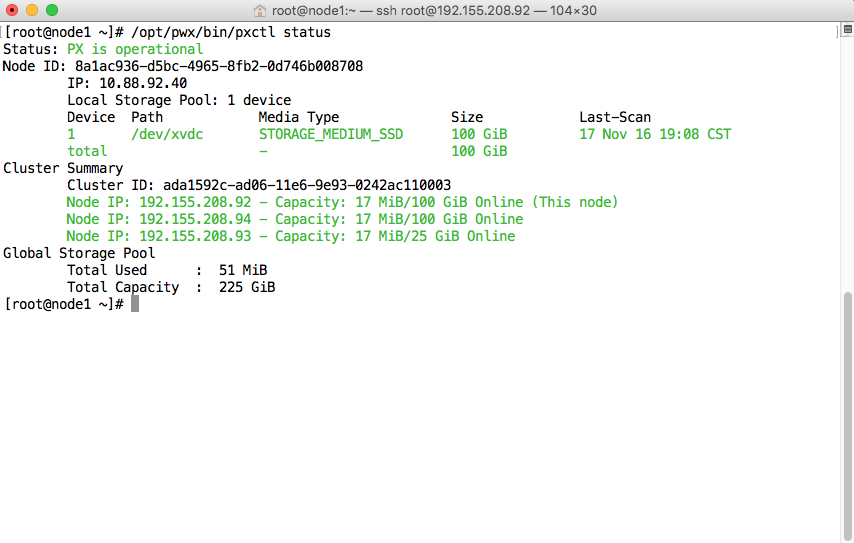 root@node1:~ — ssh root@192.155.208.92 — 104×30
[root@node1 ~]# /opt/pwx/bin/pxctl status
Status: PX is operational
Node ID: 8a1ac936-d5bc-4965-8fb2-0d746b008708
IP: 10.88.92.40
Local Storage Pool: 1 device
Device Path Media Type Size Last-Scan
1 /dev/xvdc STORAGE_MEDIUM_SSD 100 GiB 17 Nov 16 19:08 CST
total - 100 GiB
Cluster Summary
Cluster ID: ada1592c-ad06-11e6-9e93-0242ac110003
Node IP: 192.155.208.92 - Capacity: 17 MiB/100 GiB Online (This node)
Node IP: 192.155.208.94 - Capacity: 17 MiB/100 GiB Online
Node IP: 192.155.208.93 - Capacity: 17 MiB/25 GiB Online
Global Storage Pool
Total Used : 51 MiB
Total Capacity : 225 GiB
[root@node1 ~]#